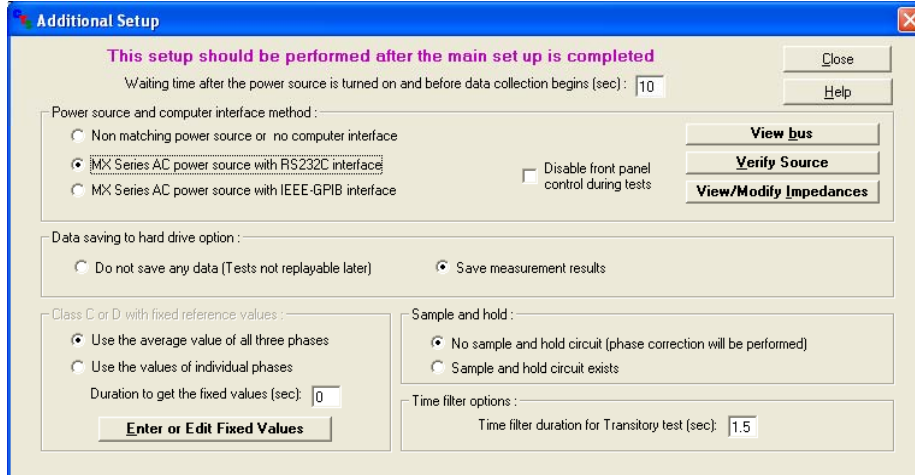 Additional Setup
This setup should be performed after the main set up is completed
Close
Waiting time after the power source is turned on and before data collection begins (sec) : 10
Help
Power source and computer interface method :
Non matching power source or no computer interface
View bus
MX Series AC power source with RS232C interface
Disable front panel
control during tests
Verify Source
MX Series AC power source with IEEE-GPIB interface
View/Modify Impedances
Data saving to hard drive option :
Do not save any data (Tests not replayable later)
Save measurement results
Class C or D with fixed reference values :
Use the average value of all three phases
Use the values of individual phases
Duration to get the fixed values (sec): 0
Enter or Edit Fixed Values
Sample and hold :
No sample and hold circuit (phase correction will be performed)
Sample and hold circuit exists
Time filter options :
Time filter duration for Transitory test (sec): 1.5